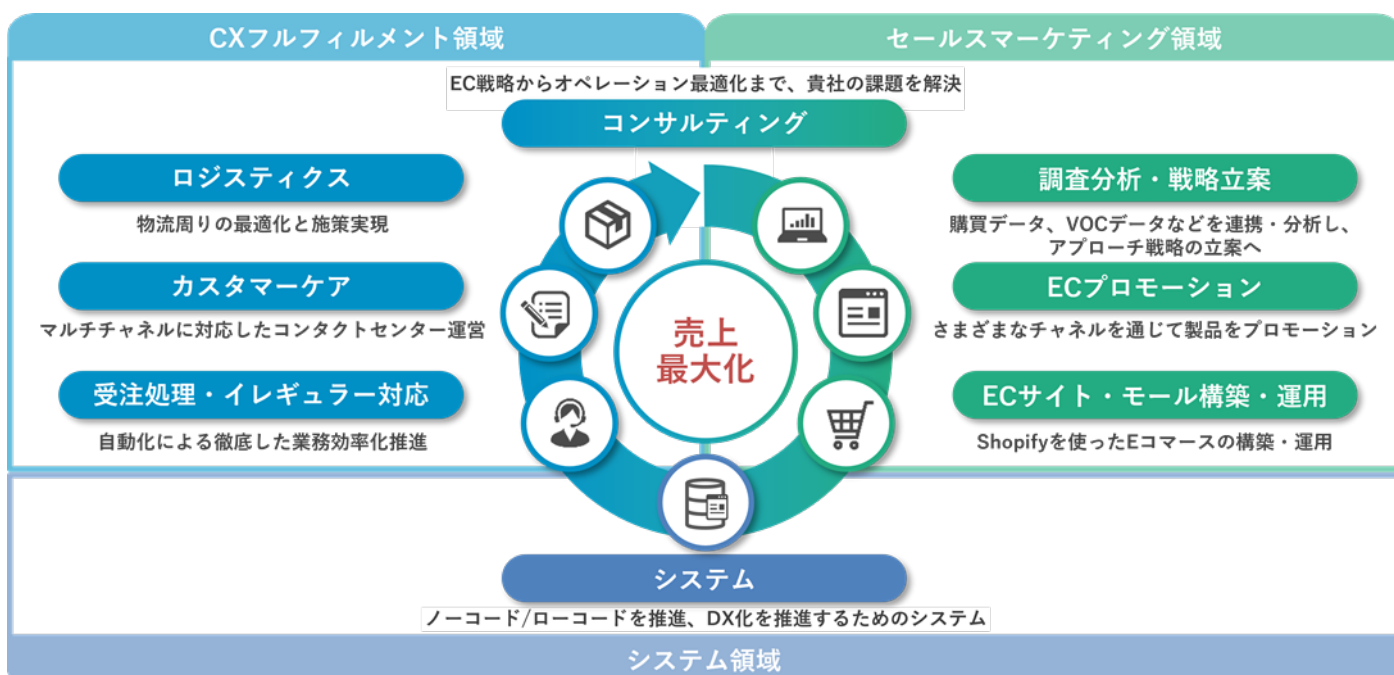 CXフルフィルメント領域
セールスマーケティング領域
EC戦略からオペレーション最適化まで、貴社の課題を解決
コンサルティング
ロジスティクス
物流周りの最適化と施策実現
カスタマーケア
マルチチャネルに対応したコンタクトセンター運営
受注処理・イレギュラー対応
自動化による徹底した業務効率化推進
売上
最大化
調査分析・戦略立案
購買データ、VOCデータなどを連携・分析し、
アプローチ戦略の立案へ
ECプロモーション
さまざまなチャネルを通じて製品をプロモーション
ECサイト・モール構築・運用
Shopifyを使ったEコマースの構築・運用
システム
ノーコード/ローコードを推進、DX化を推進するためのシステム
システム領域